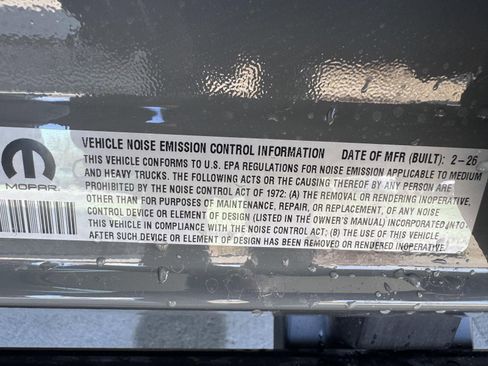 VEHICLE NOISE EMISSION CONTROL INFORMATION DATE OF MFR (BUILT): 2-26
THIS VEHICLE CONFORMS TO U.S. EPA REGULATIONS FOR NOISE EMISSION APPLICABLE TO MEDIUM
AND HEAVY TRUCKS. THE FOLLOWING ACTS OR THE CAUSING THEREOF BY ANY PERSON ARE
PROHIBITED BY THE NOISE CONTROL ACT OF 1972: (A) THE REMOVAL OR RENDERING INOPERATIVE,
OTHER THAN FOR PURPOSES OF MAINTENANCE, REPAIR, OR REPLACEMENT, OF ANY NOISE
CONTROL DEVICE OR ELEMENT OF DESIGN (LISTED IN THE OWNER'S MANUAL) INCORPORATED INTO
THIS VEHICLE IN COMPLIANCE WITH THE NOISE CONTROL ACT; (B) THE USE OF THIS VEHICLE
AFTER SUCH DEVICE OR ELEMENT OF DESIGN HAS BEEN REMOVED OR RENDERED INOPERATIVE.
MOPAR